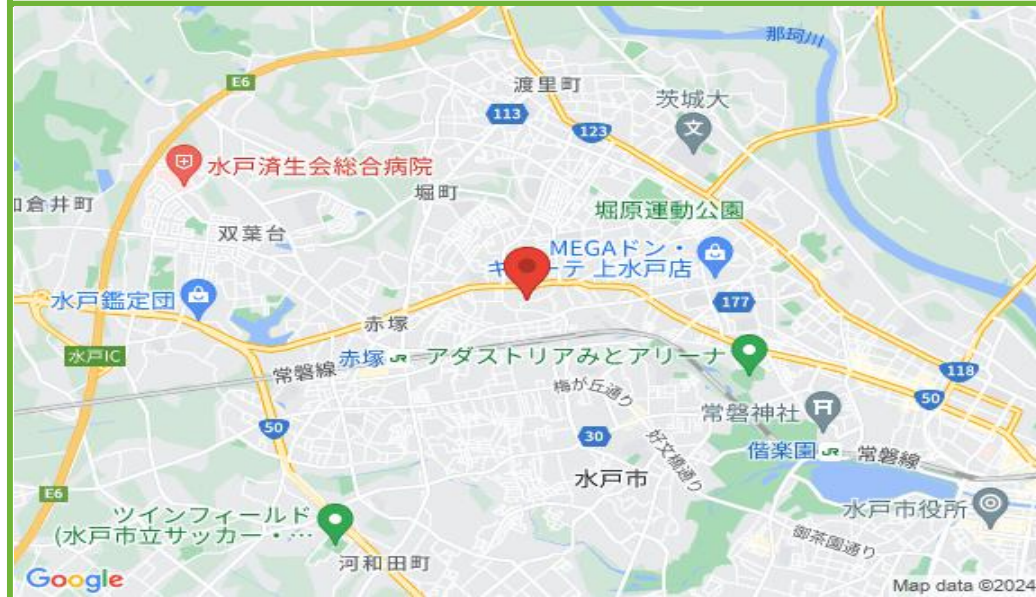 那珂川
E6
渡里町
茨城大
113
文
123
水戸済生会総合病院
堀町
加倉井町
双葉台
堀原運動公園
MEGAドン・
キ ーテ 上水戸店
水戸鑑定団
177
赤塚
水戸IC
赤塚 JR
アダストリアみとアリーナ
常磐線
118
梅が丘通り
50
常磐神社
50
30
好文橋通り
偕楽園 JR
常磐線
水戸市
E6
水戸市役所
ツインフィールド
(水戸市立サッカー・…
御茶園通り
河和田町
Google
Map data ©2024